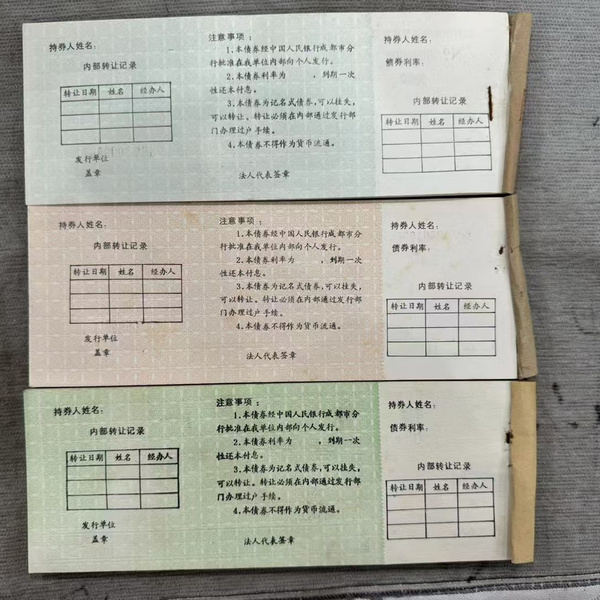 持券人姓名：
内部转让记录
转让日期 姓名 经办人
发行单位
盖章
注意事项：
1.本债券经中国人民银行成都市分
行批准在我单位内部向个人发行。
2.本债券利率为　　，到期一次
性还本付息。
3.本债券为记名式债券，可以挂失，
可以转让。转让必须在内部通过发行部
门办理过户手续。
4.本债券不得作为货币流通。
法人代表签章
持券人姓名：
债券利率：
内部转让记录
转让日期 姓名 经办人
持券人姓名：
内部转让记录
转让日期 姓名 经办人
发行单位
盖章
注意事项：
1.本债券经中国人民银行成都市分
行批准在我单位内部向个人发行。
2.本债券利率为　　，到期一次
性还本付息。
3.本债券为记名式债券，可以挂失，
可以转让。转让必须在内部通过发行部
门办理过户手续。
4.本债券不得作为货币流通。
法人代表签章
持券人姓名：
债券利率：
内部转让记录
转让日期 姓名 经办人
持券人姓名：
内部转让记录
转让日期 姓名 经办人
发行单位
盖章
注意事项：
1.本债券经中国人民银行成都市分
行批准在我单位内部向个人发行。
2.本债券利率为　　，到期一次
性还本付息。
3.本债券为记名式债券，可以挂失，
可以转让。转让必须在内部通过发行部
门办理过户手续。
4.本债券不得作为货币流通。
法人代表签章
持券人姓名：
债券利率：
内部转让记录
转让日期 姓名 经办人